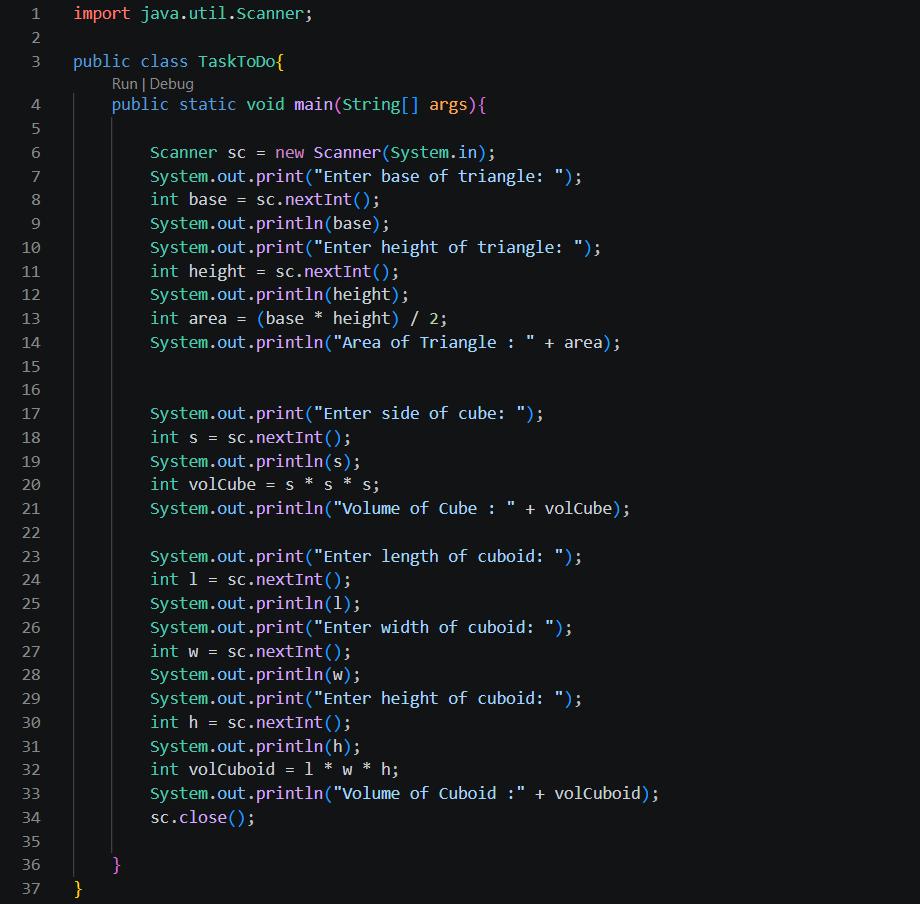 1 import java.util.Scanner;
2
3 public class TaskToDo{
Run | Debug
4     public static void main(String[] args){
5
6         Scanner sc = new Scanner(System.in);
7         System.out.print("Enter base of triangle: ");
8         int base = sc.nextInt();
9         System.out.println(base);
10         System.out.print("Enter height of triangle: ");
11         int height = sc.nextInt();
12         System.out.println(height);
13         int area = (base * height) / 2;
14         System.out.println("Area of Triangle : " + area);
15
16
17         System.out.print("Enter side of cube: ");
18         int s = sc.nextInt();
19         System.out.println(s);
20         int volCube = s * s * s;
21         System.out.println("Volume of Cube : " + volCube);
22
23         System.out.print("Enter length of cuboid: ");
24         int l = sc.nextInt();
25         System.out.println(l);
26         System.out.print("Enter width of cuboid: ");
27         int w = sc.nextInt();
28         System.out.println(w);
29         System.out.print("Enter height of cuboid: ");
30         int h = sc.nextInt();
31         System.out.println(h);
32         int volCuboid = l * w * h;
33         System.out.println("Volume of Cuboid :" + volCuboid);
34         sc.close();
35
36     }
37 }